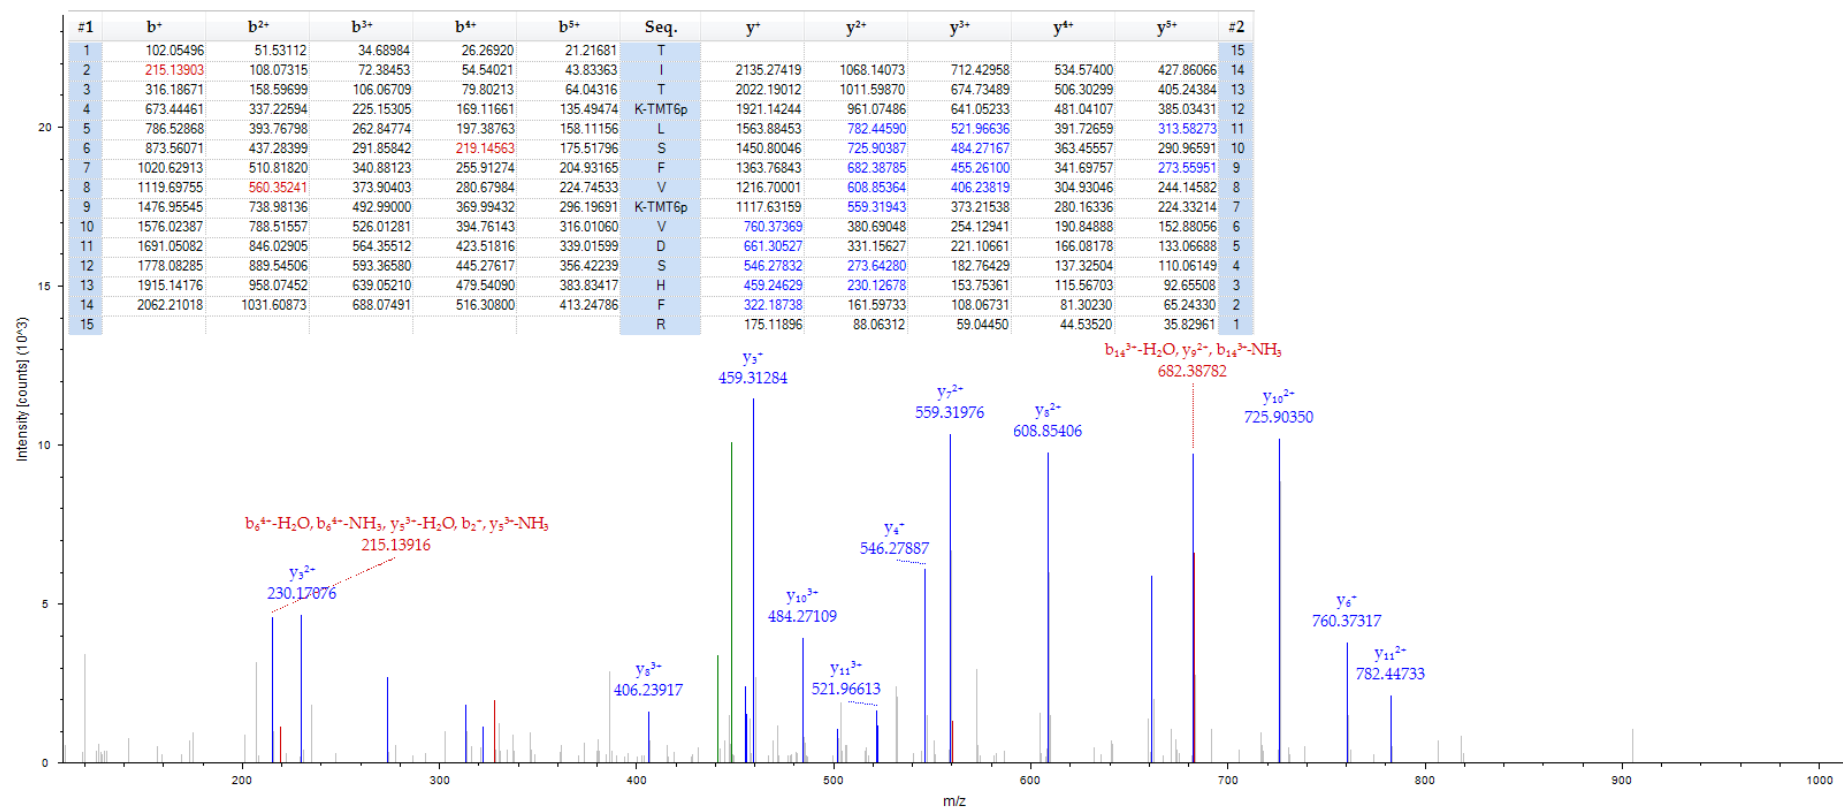 #1 b⁺ b²⁺ b³⁺ b⁴⁺ b⁵⁺ Seq. y⁺ y²⁺ y³⁺ y⁴⁺ y⁵⁺ #2
1 102.05496 51.53112 34.68984 26.26920 21.21681 T 15
2 215.13903 108.07315 72.38453 54.54021 43.83363 I 2135.27419 1068.14073 712.42958 534.57400 427.86066 14
3 316.18671 158.59699 106.06709 79.80213 64.04316 T 2022.19012 1011.59870 674.73489 506.30299 405.24384 13
4 673.44461 337.22594 225.15305 169.11661 135.49474 K-TMT6p 1921.14244 961.07486 641.05233 481.04107 385.03431 12
5 786.52868 393.76798 262.84774 197.38763 158.11156 L 1563.88453 782.44590 521.96636 391.72659 313.58273 11
6 873.56071 437.28399 291.85842 219.14563 175.51796 S 1450.80046 725.90387 484.27167 363.45557 290.96591 10
7 1020.62913 510.81820 340.88123 255.91274 204.93165 F 1363.76843 682.38785 455.26100 341.69757 273.55951 9
8 1119.69755 560.35241 373.90403 280.67984 224.74533 V 1216.70001 608.85364 406.23819 304.93046 244.14582 8
9 1476.95545 738.98136 492.99000 369.99432 296.19691 K-TMT6p 1117.63159 559.31943 373.21538 280.16336 224.33214 7
10 1576.02387 788.51557 526.01281 394.76143 316.01060 V 760.37369 380.69048 254.12941 190.84888 152.88056 6
11 1691.05082 846.02905 564.35512 423.51816 339.01599 D 661.30527 331.15627 221.10661 166.08178 133.06688 5
12 1778.08285 889.54506 593.36580 445.27617 356.42239 S 546.27832 273.64280 182.76429 137.32504 110.06149 4
13 1915.14176 958.07452 639.05210 479.54090 383.83417 H 459.24629 230.12678 153.75361 115.56703 92.65508 3
14 2062.21018 1031.60873 688.07491 516.30800 413.24786 F 322.18738 161.59733 108.06731 81.30230 65.24330 2
15 R 175.11896 88.06312 59.04450 44.53520 35.82961 1
Intensity [counts] (10^3)
20
15
10
5
0
b₁₄³⁺-H₂O, y₉²⁺, b₁₄³⁺-NH₃
682.38782
y₃⁺
459.31284
y₇²⁺
559.31976
y₈²⁺
608.85406
y₁₀²⁺
725.90350
b₆⁴⁺-H₂O, b₆⁴⁺-NH₃, y₅³⁺-H₂O, b₂⁺, y₅³⁺-NH₃
215.13916
y₄⁺
546.27887
y₃²⁺
230.17076
y₁₀³⁺
484.27109
y₆⁺
760.37317
y₈³⁺
406.23917
y₁₁³⁺
521.96613
y₁₁²⁺
782.44733
200 300 400 500 600 700 800 900 1000
m/z